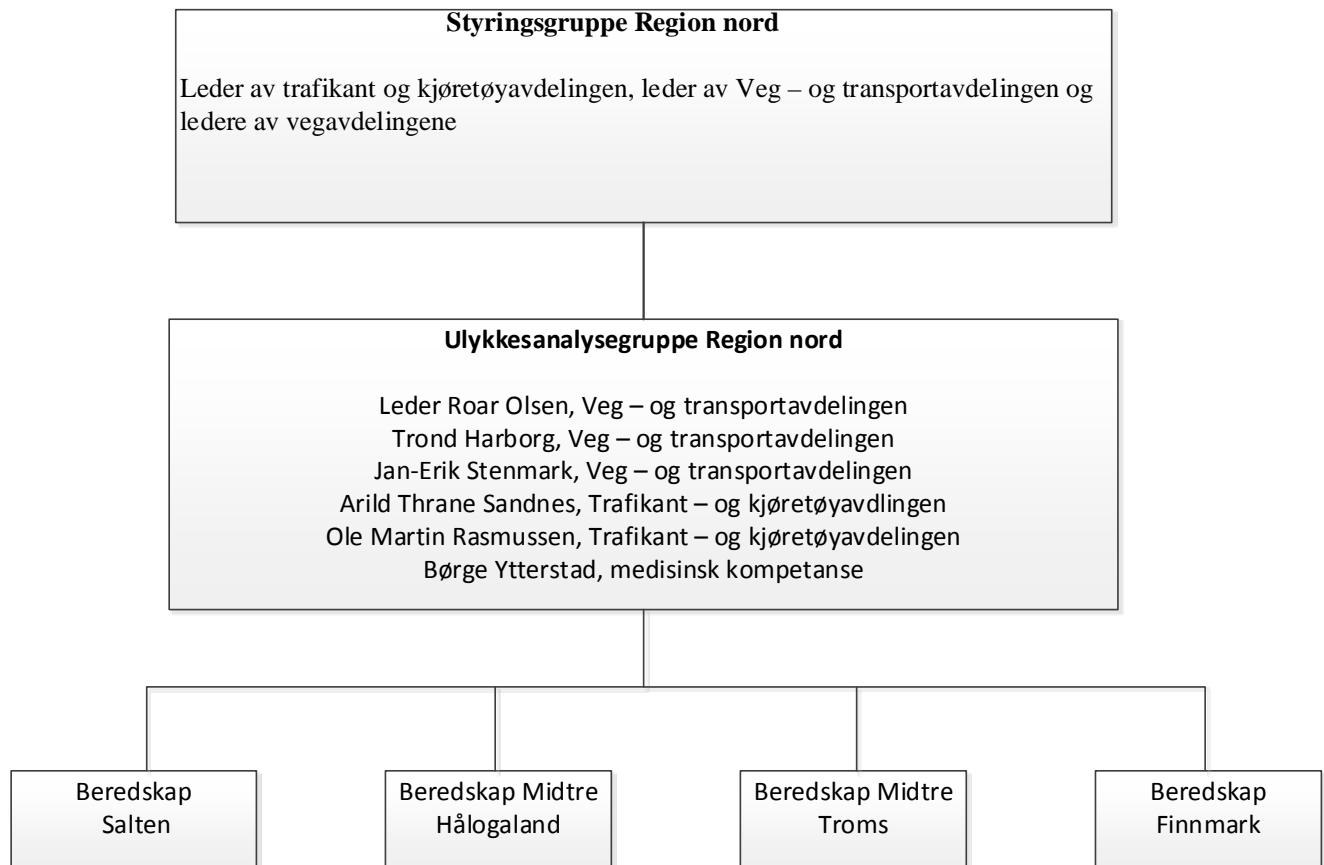 Styringsgruppe Region nord
Leder av trafikant og kjøretøyavdelingen, leder av Veg – og transportavdelingen og
ledere av vegavdelingene
Ulykkesanalysegruppe Region nord
Leder Roar Olsen, Veg – og transportavdelingen
Trond Harborg, Veg – og transportavdelingen
Jan-Erik Stenmark, Veg – og transportavdelingen
Arild Thrane Sandnes, Trafikant – og kjøretøyavdlingen
Ole Martin Rasmussen, Trafikant – og kjøretøyavdelingen
Børge Ytterstad, medisinsk kompetanse
Beredskap
Salten
Beredskap Midtre
Hålogaland
Beredskap Midtre
Troms
Beredskap
Finnmark